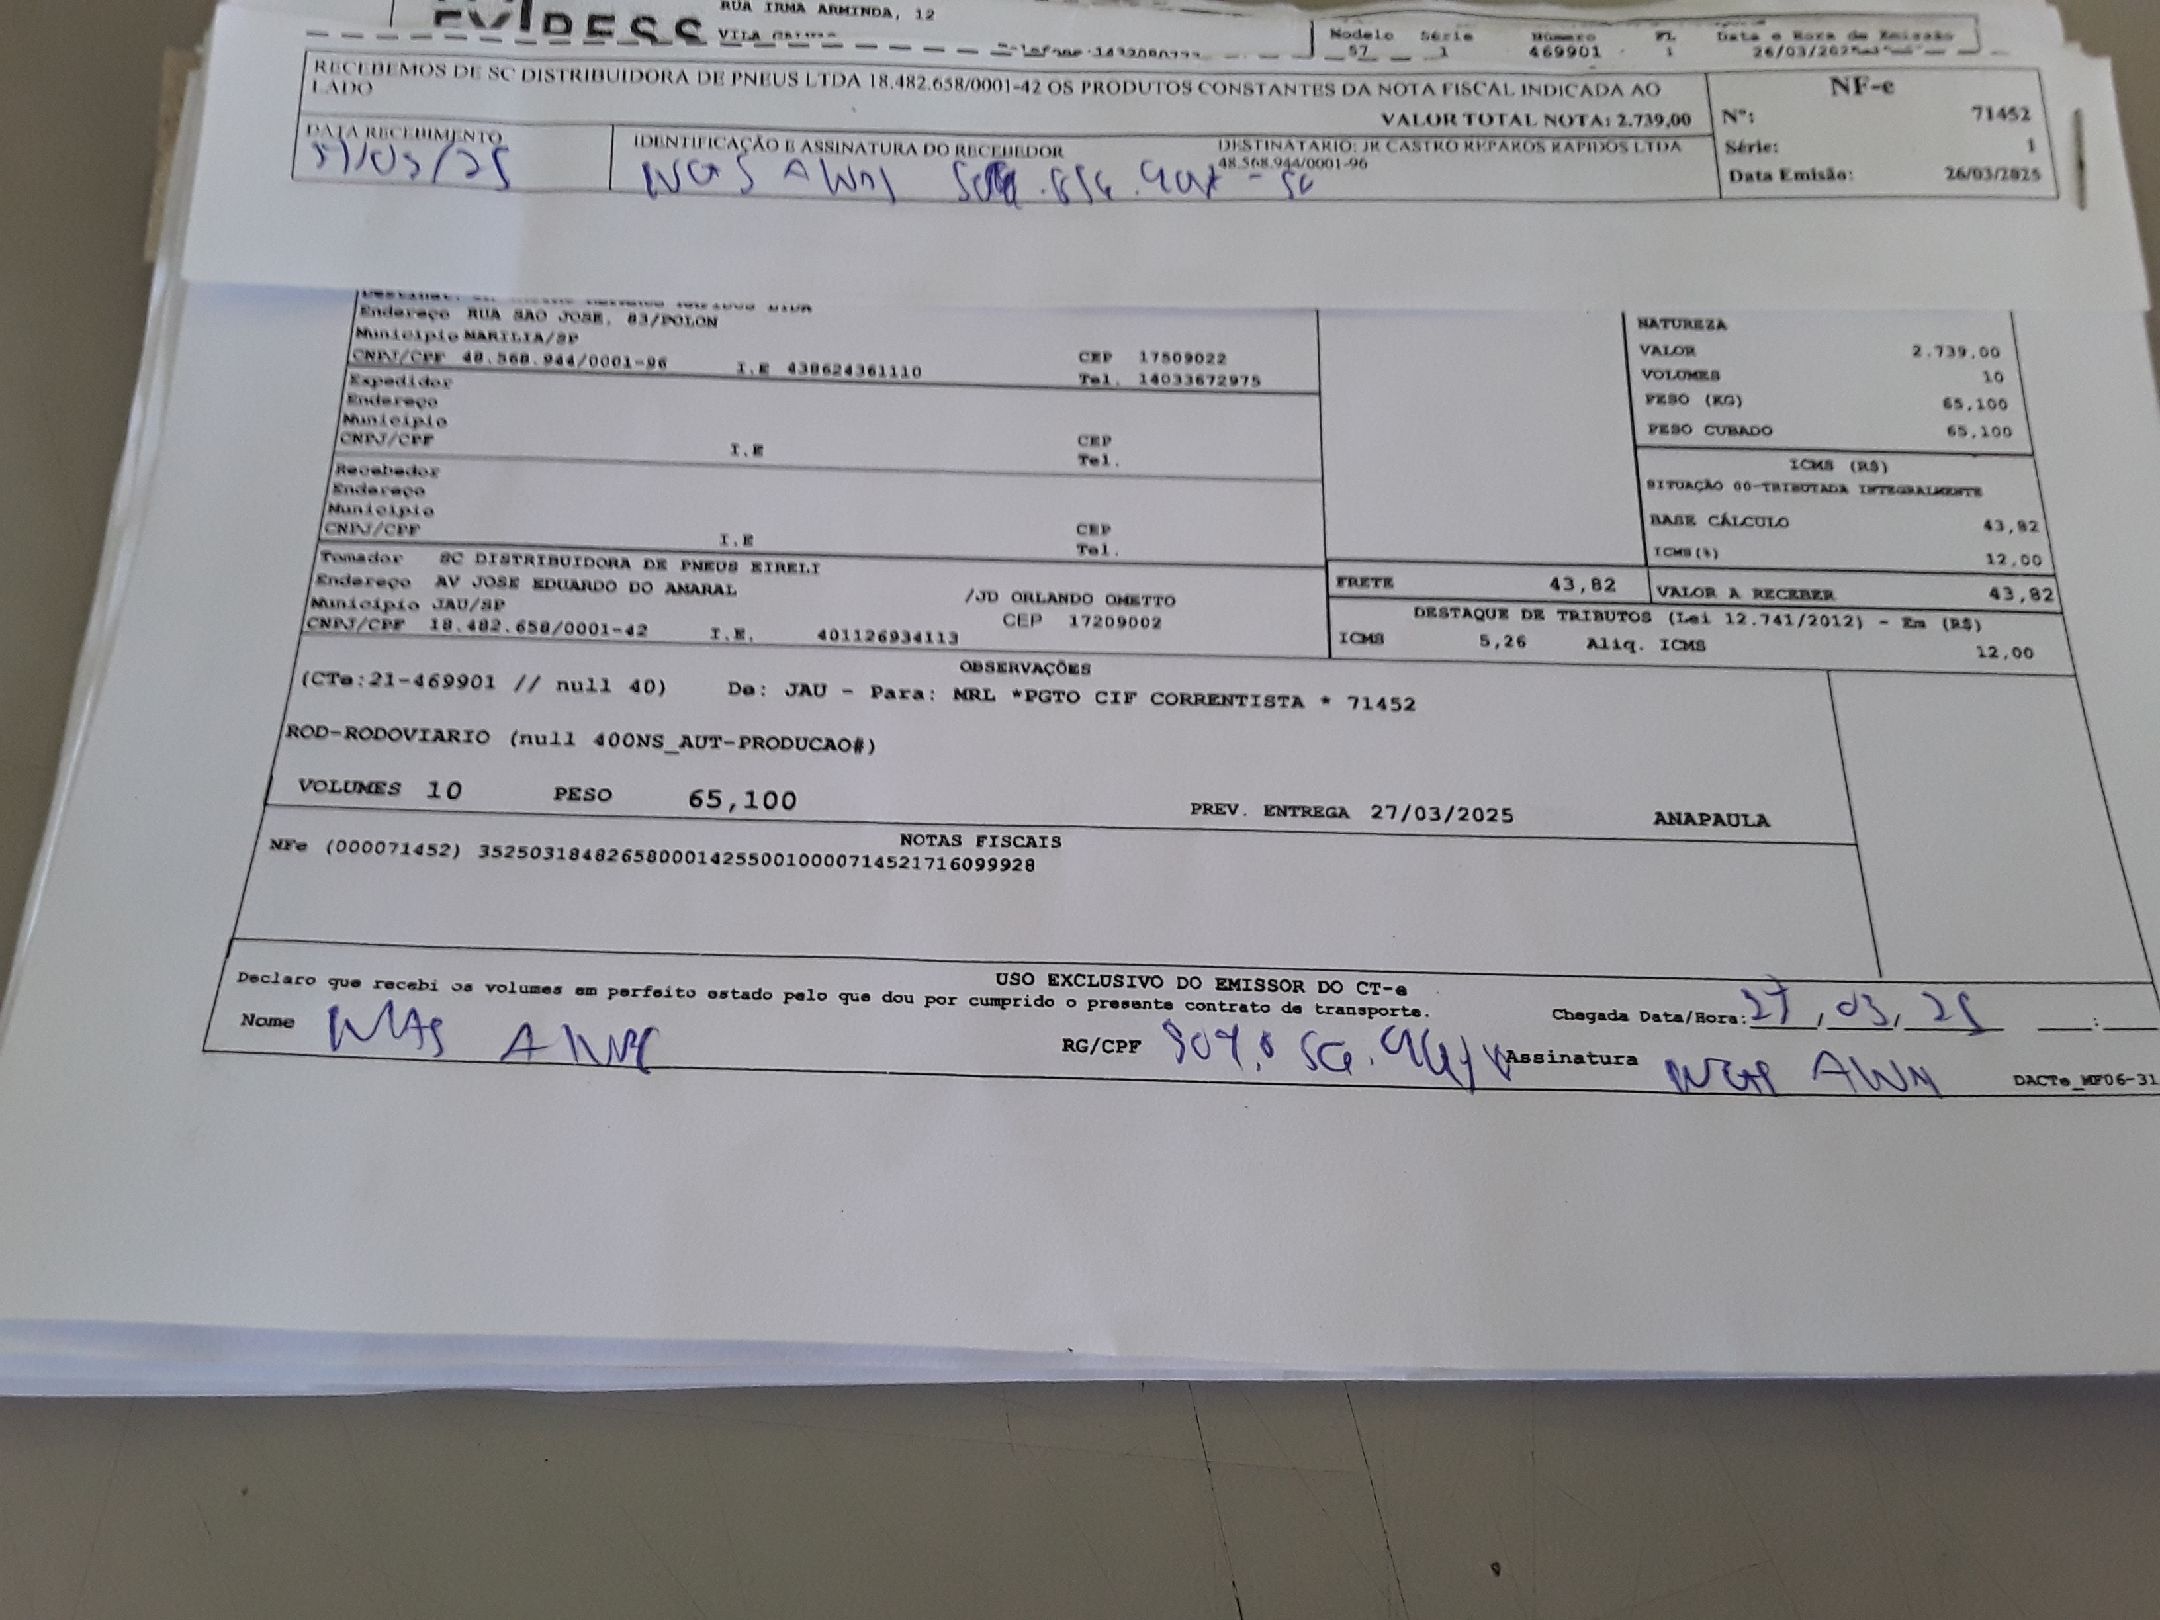 RUA IRMA ARMINDA, 12
VILA
Modelo Série Número FL Data e Hora de Emissão
57 1 469901 1
RECEBEMOS DE SC DISTRIBUIDORA DE PNEUS LTDA 18.482.658/0001-42 OS PRODUTOS CONSTANTES DA NOTA FISCAL INDICADA AO
LADO
VALOR TOTAL NOTA: 2.739,00
NF-e
Nº: 71452
Série: 1
Data Emissão: 26/03/2025
DATA RECEBIMENTO
IDENTIFICAÇÃO E ASSINATURA DO RECEBEDOR
DESTINATARIO: JR CASTRO REPAROS RAPIDOS LTDA
48.568.944/0001-96
Endereço RUA SAO JOSE, 83/POLON
Município MARILIA/SP
CNPJ/CPF 48.568.944/0001-96 I.E 438624361110
CEP 17509022
Tel. 14033672975
Expedidor
Endereço
Município
CNPJ/CPF I.E
CEP
Tel.
Recebedor
Endereço
Município
CNPJ/CPF I.E
CEP
Tel.
Tomador SC DISTRIBUIDORA DE PNEUS EIRELI
Endereço AV JOSE EDUARDO DO AMARAL /JD ORLANDO OMETTO
Município JAU/SP CEP 17209002
CNPJ/CPF 18.482.658/0001-42 I.E. 401126934113
NATUREZA
VALOR 2.739,00
VOLUMES 10
PESO (KG) 65,100
PESO CUBADO 65,100
ICMS (R$)
SITUAÇÃO 00-TRIBUTADA INTEGRALMENTE
BASE CÁLCULO 43,82
ICMS(%) 12,00
FRETE 43,82 VALOR A RECEBER 43,82
DESTAQUE DE TRIBUTOS (Lei 12.741/2012) - Em (R$)
ICMS 5,26 Aliq. ICMS 12,00
OBSERVAÇÕES
(CTe:21-469901 // null 40) De: JAU - Para: MRL *PGTO CIF CORRENTISTA * 71452
ROD-RODOVIARIO (null 400NS_AUT-PRODUCAO#)
VOLUMES 10 PESO 65,100
PREV. ENTREGA 27/03/2025 ANAPAULA
NOTAS FISCAIS
NFe (000071452) 35250318482658000142550010000714521716099928
USO EXCLUSIVO DO EMISSOR DO CT-e
Declaro que recebi os volumes em perfeito estado pelo que dou por cumprido o presente contrato de transporte.
Chegada Data/Hora: 27, 03, 25 :
Nome
RG/CPF
Assinatura
DACTe_MF06-31